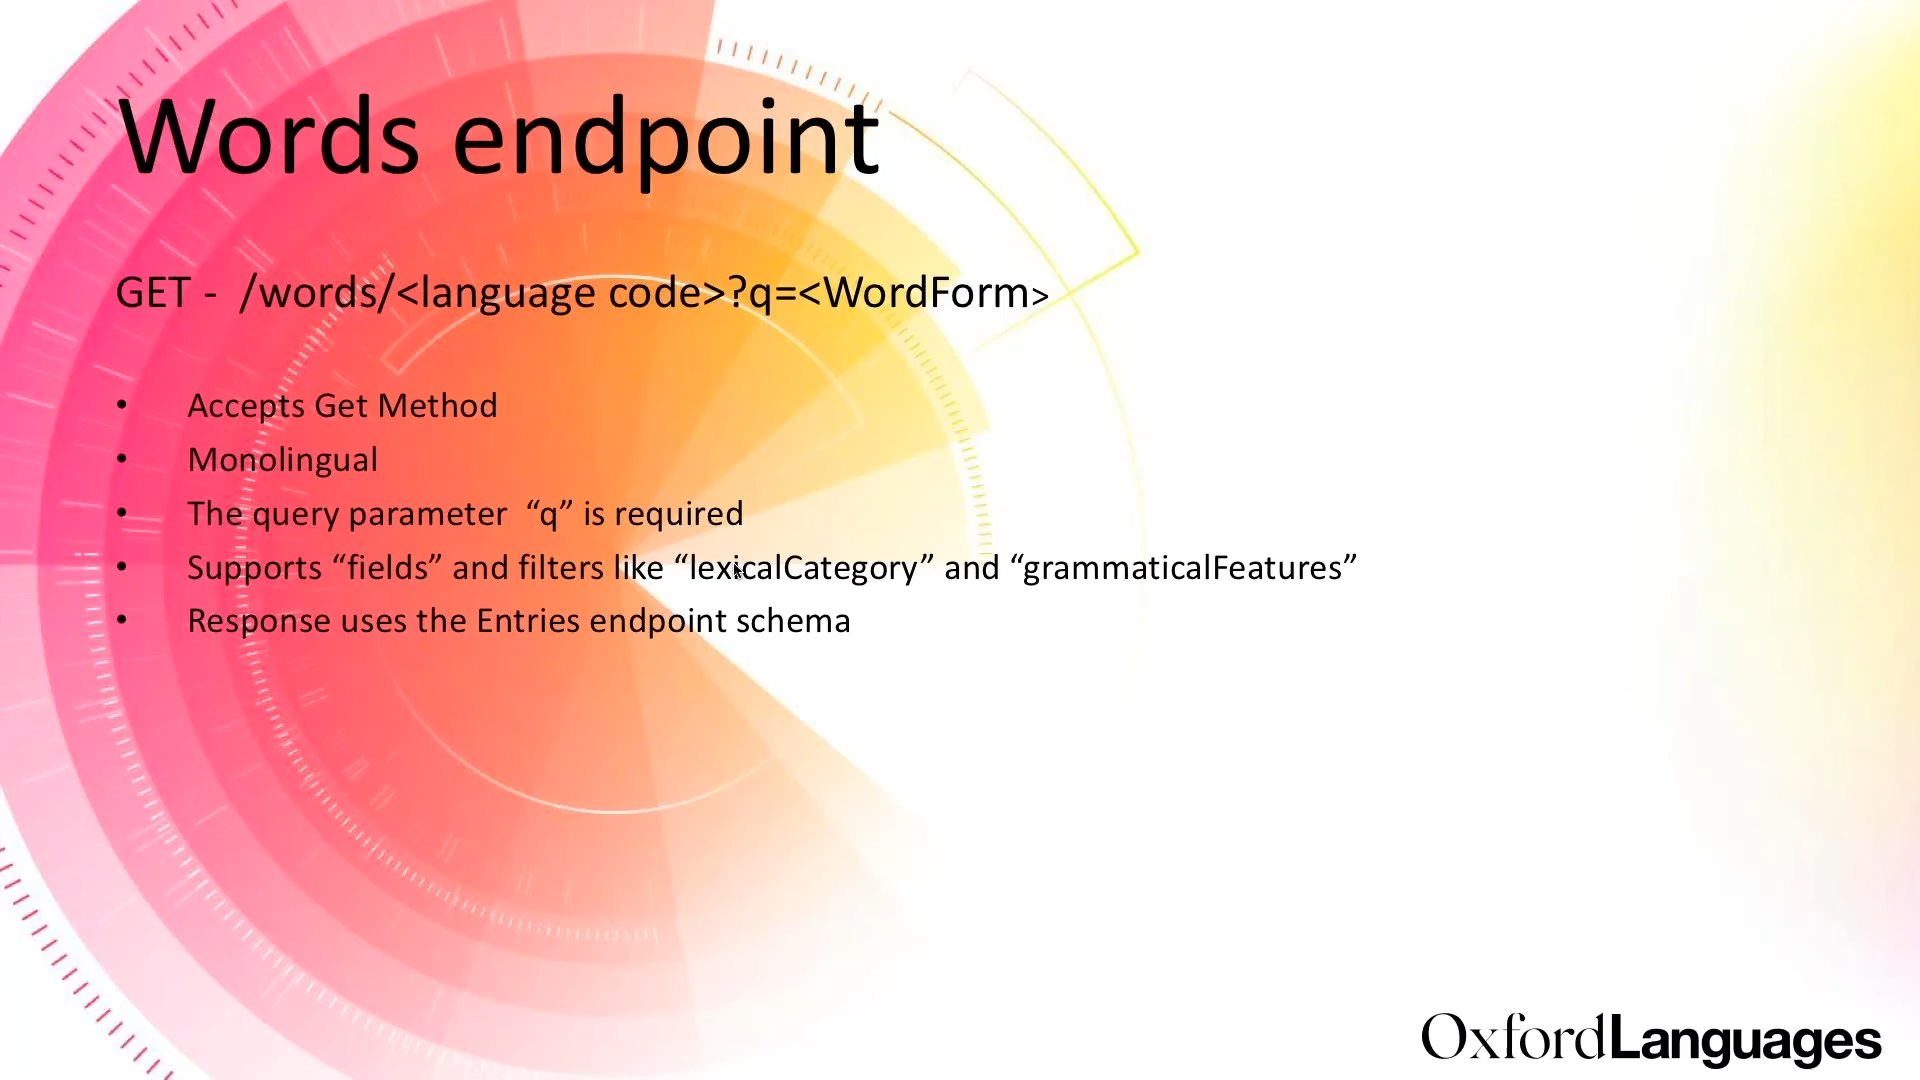 Words endpoint
GET -  /words/<language code>?q=<WordForm>
• Accepts Get Method
• Monolingual
• The query parameter  “q” is required
• Supports “fields” and filters like “lexicalCategory” and “grammaticalFeatures”
• Response uses the Entries endpoint schema
OxfordLanguages